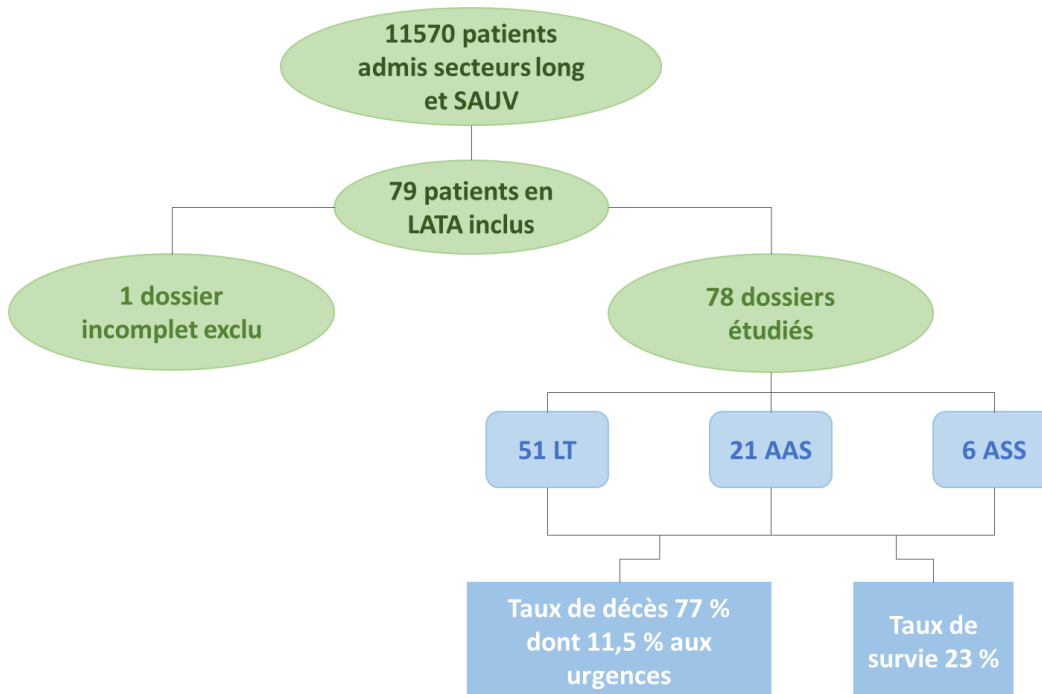 11570 patients
admis secteurs long
et SAUV
79 patients en
LATA inclus
1 dossier
incomplet exclu
78 dossiers
étudiés
51 LT
21 AAS
6 ASS
Taux de décès 77 %
dont 11,5 % aux
urgences
Taux de
survie 23 %